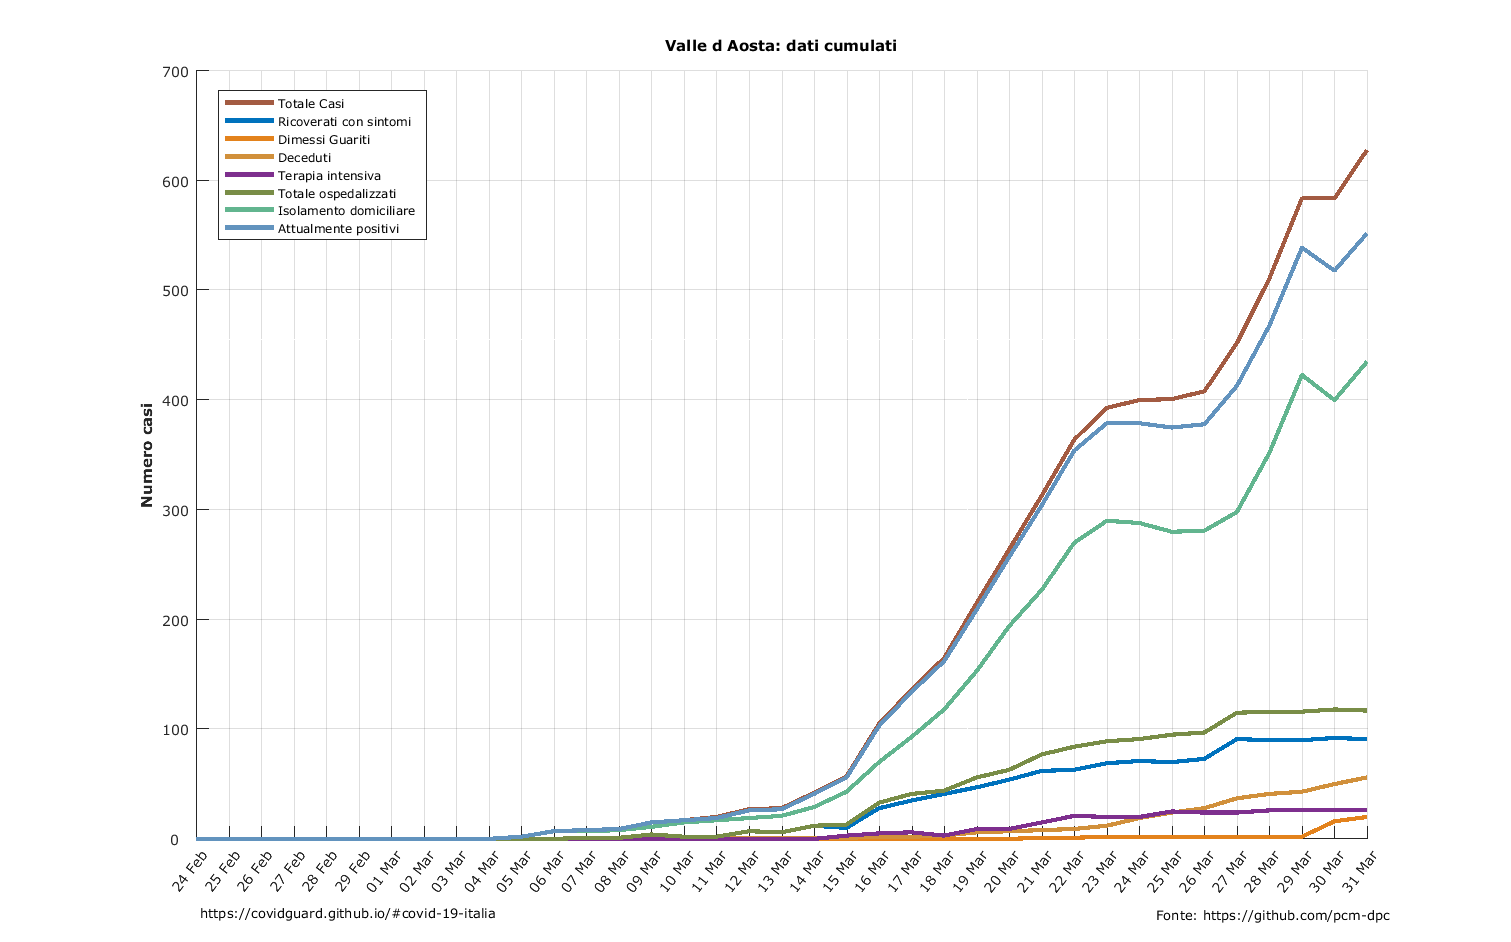 Valle d Aosta: dati cumulati
700
600
500
400
300
200
100
0
Numero casi
Totale Casi
Ricoverati con sintomi
Dimessi Guariti
Deceduti
Terapia intensiva
Totale ospedalizzati
Isolamento domiciliare
Attualmente positivi
24 Feb
25 Feb
26 Feb
27 Feb
28 Feb
29 Feb
01 Mar
02 Mar
03 Mar
04 Mar
05 Mar
06 Mar
07 Mar
08 Mar
09 Mar
10 Mar
11 Mar
12 Mar
13 Mar
14 Mar
15 Mar
16 Mar
17 Mar
18 Mar
19 Mar
20 Mar
21 Mar
22 Mar
23 Mar
24 Mar
25 Mar
26 Mar
27 Mar
28 Mar
29 Mar
30 Mar
31 Mar
https://covidguard.github.io/#covid-19-italia
Fonte: https://github.com/pcm-dpc